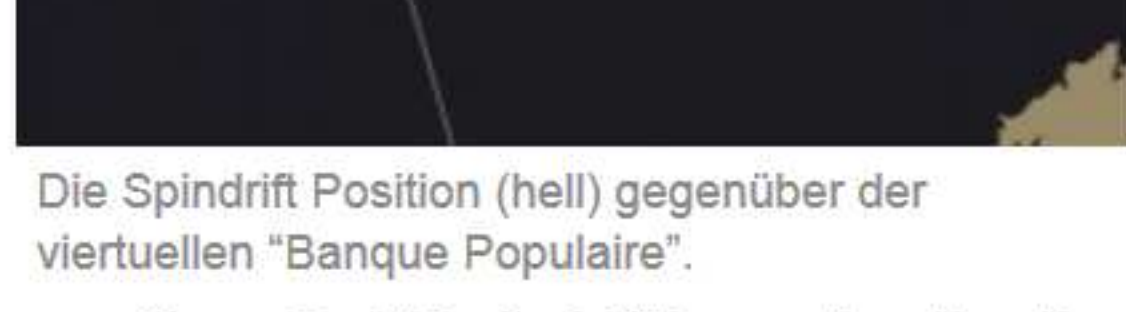 Die Spindrift Position (hell) gegenüber der
viertuellen “Banque Populaire”.